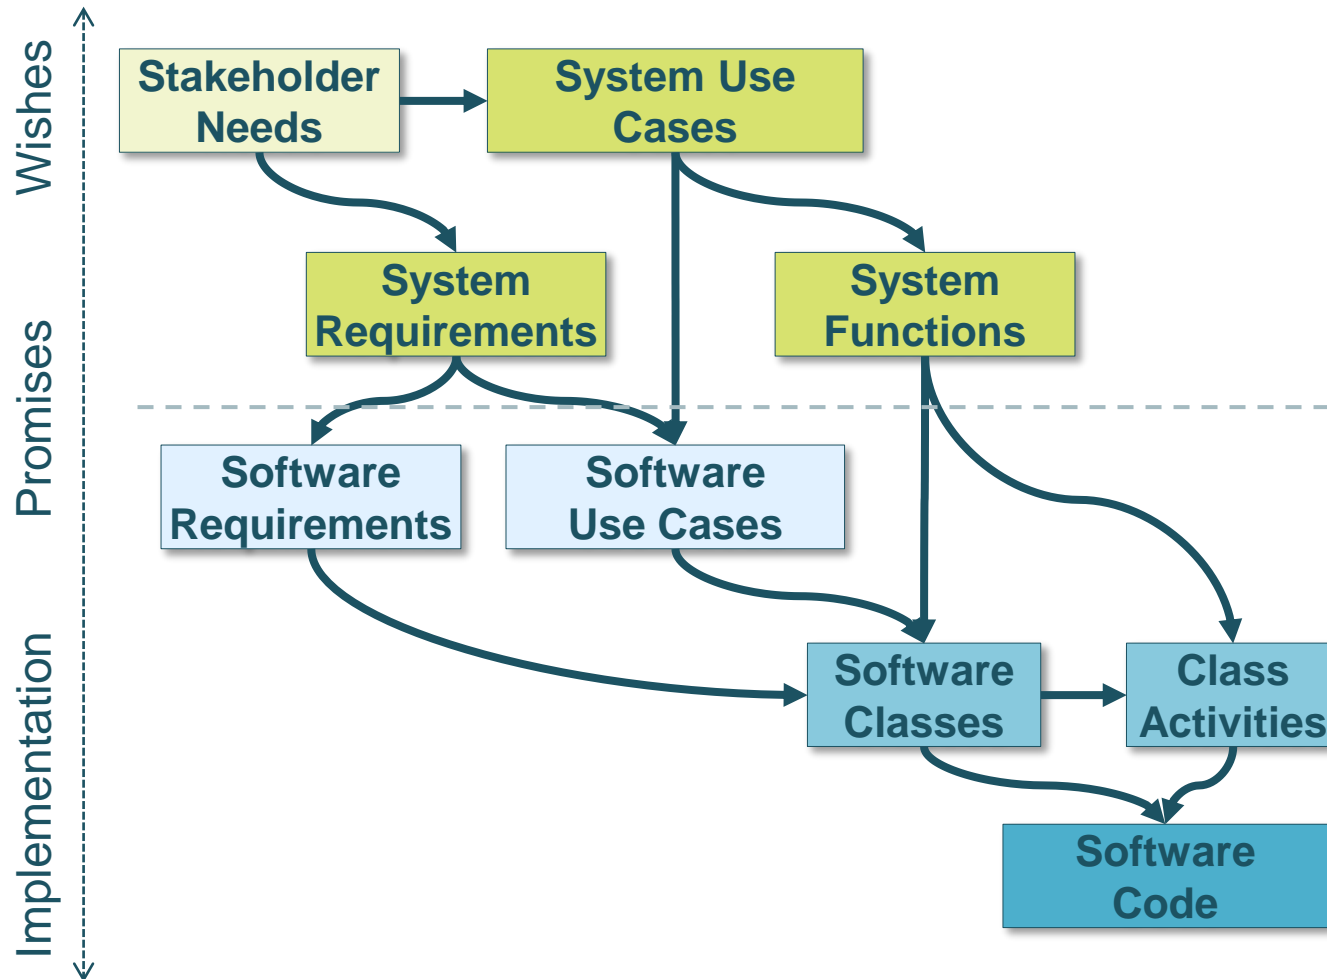 Wishes
Stakeholder
Needs
System Use
Cases
Promises
System
Requirements
System
Functions
Software
Requirements
Software
Use Cases
Implementation
Software
Classes
Class
Activities
Software
Code